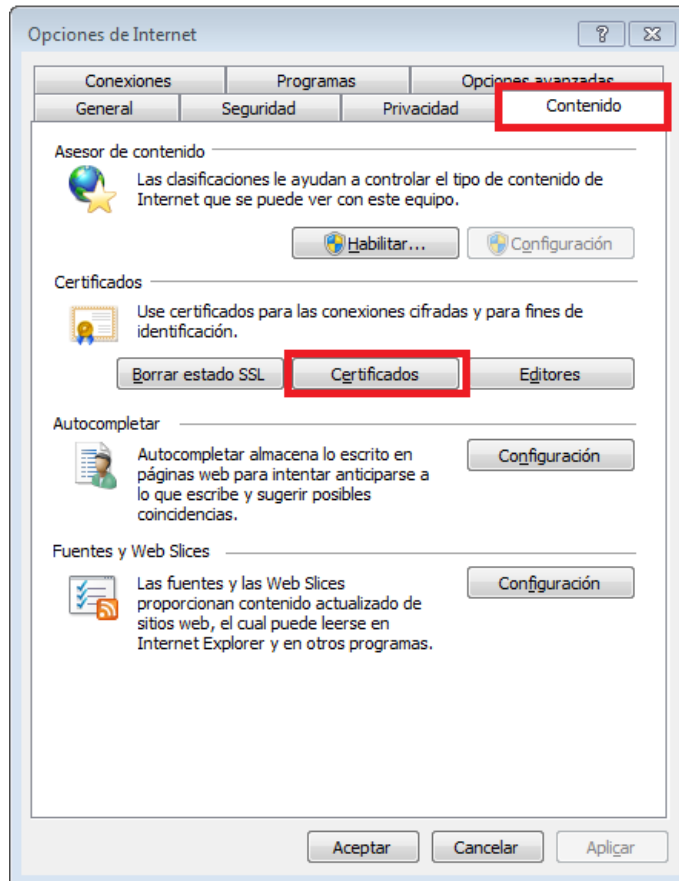 Opciones de Internet
Conexiones Programas Opciones avanzadas
General Seguridad Privacidad Contenido
Asesor de contenido
Las clasificaciones le ayudan a controlar el tipo de contenido de
Internet que se puede ver con este equipo.
Habilitar... Configuración
Certificados
Use certificados para las conexiones cifradas y para fines de
identificación.
Borrar estado SSL Certificados Editores
Autocompletar
Autocompletar almacena lo escrito en
páginas web para intentar anticiparse a
lo que escribe y sugerir posibles
coincidencias.
Configuración
Fuentes y Web Slices
Las fuentes y las Web Slices
proporcionan contenido actualizado de
sitios web, el cual puede leerse en
Internet Explorer y en otros programas.
Configuración
Aceptar Cancelar Aplicar